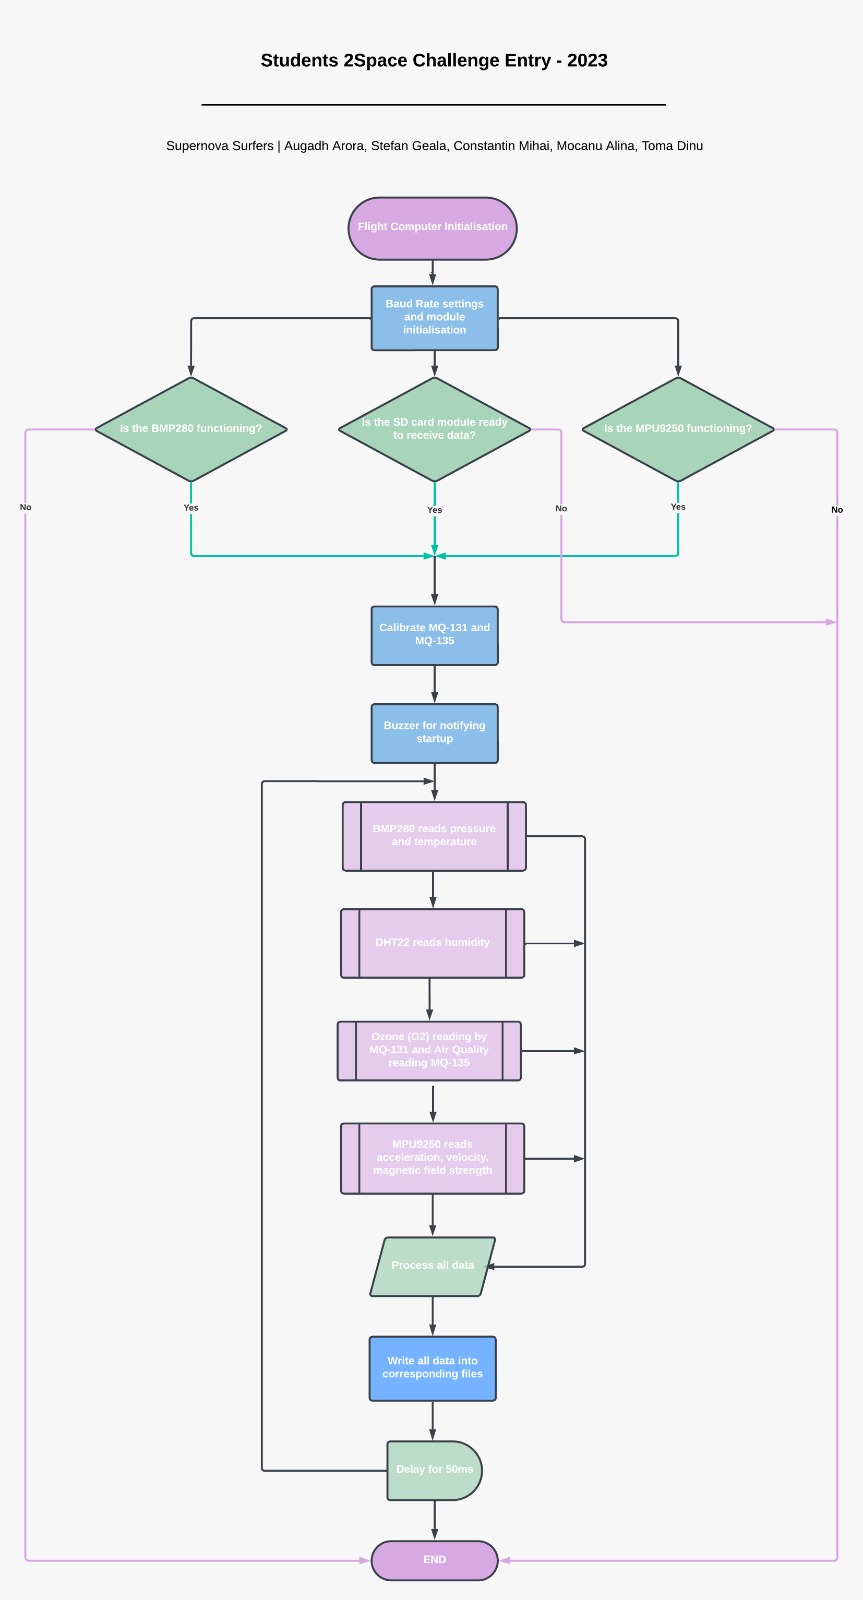 Students 2Space Challenge Entry - 2023
Supernova Surfers | Augadh Arora, Stefan Geala, Constantin Mihai, Mocanu Alina, Toma Dinu
Flight Computer Initialisation
Baud Rate settings
and module
initialisation
Is the BMP280 functioning?
Is the SD card module ready
to receive data?
Is the MPU9250 functioning?
No
Yes
Yes
No
Yes
No
Calibrate MQ-131 and
MQ-135
Buzzer for notifying
startup
BMP280 reads pressure
and temperature
DHT22 reads humidity
Ozone (O2) reading by
MQ-131 and Air Quality
reading MQ-135
MPU9250 reads
acceleration, velocity,
magnetic field strength
Process all data
Write all data into
corresponding files
Delay for 50ms
END